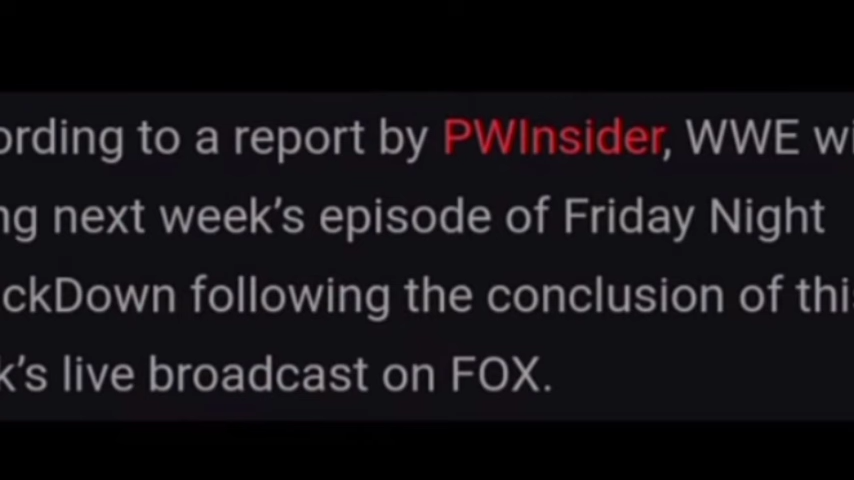 ording to a report by PWInsider, WWE wi
ng next week's episode of Friday Night
ckDown following the conclusion of this
k's live broadcast on FOX.